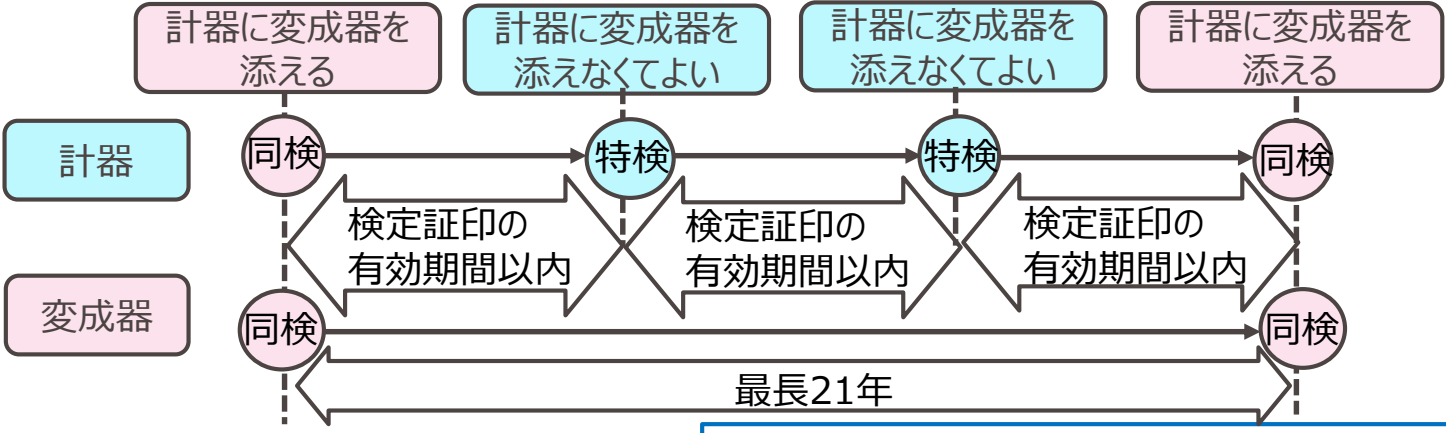 計器に変成器を
添える
計器に変成器を
添えなくてよい
計器に変成器を
添えなくてよい
計器に変成器を
添える
計器
同検
特検
特検
同検
検定証印の
有効期間以内
検定証印の
有効期間以内
検定証印の
有効期間以内
変成器
同検
同検
最長21年